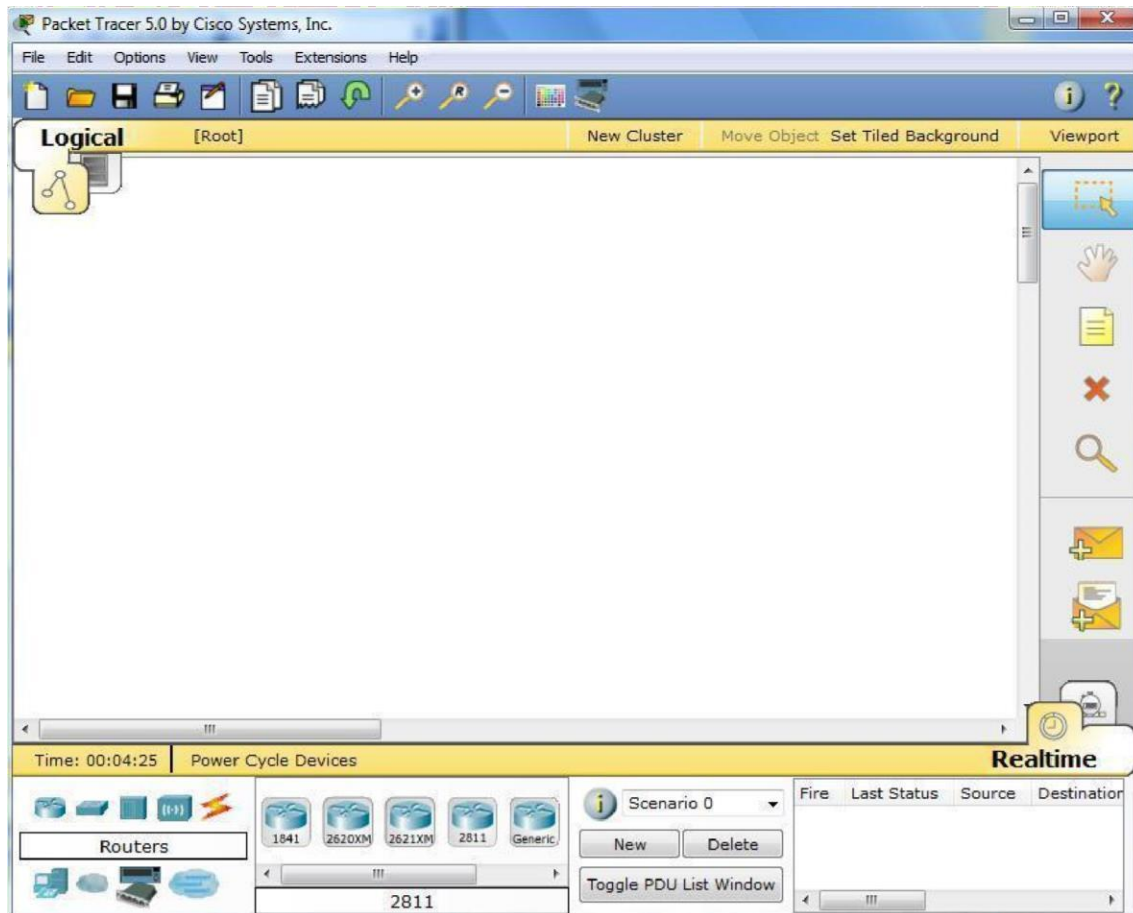 Packet Tracer 5.0 by Cisco Systems, Inc.
File Edit Options View Tools Extensions Help
Logical [Root] New Cluster Move Object Set Tiled Background Viewport
Time: 00:04:25 Power Cycle Devices Realtime
Routers
1841 2620XM 2621XM 2811 Generic
2811
Scenario 0
New Delete
Toggle PDU List Window
Fire Last Status Source Destination